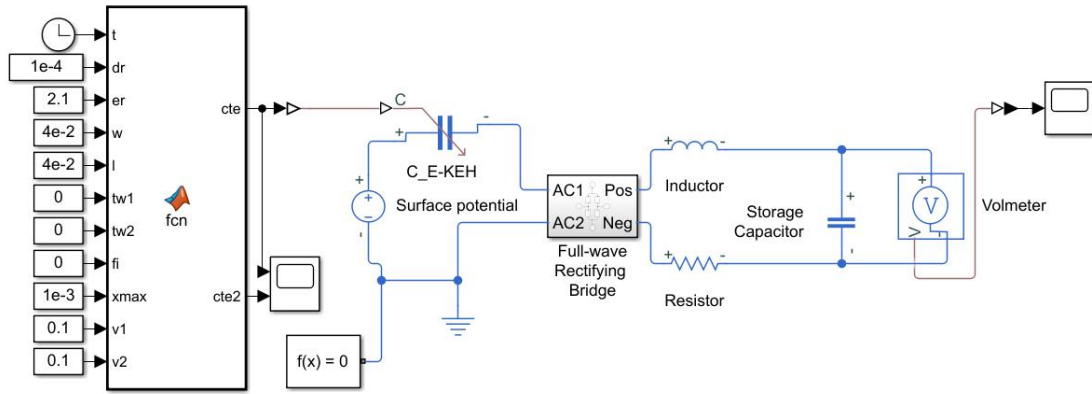 t
1e-4
dr
2.1
er
4e-2
w
4e-2
l
0
tw1
0
tw2
0
fi
1e-3
xmax
0.1
v1
0.1
v2
fcn
cte
cte2
C
+
-
C_E-KEH
+
+
-
-
Surface potential
f(x) = 0
AC1 Pos
AC2 Neg
Full-wave
Rectifying
Bridge
+
-
Inductor
+
-
Resistor
Storage
Capacitor
+
-
+
V
V
-
Volmeter